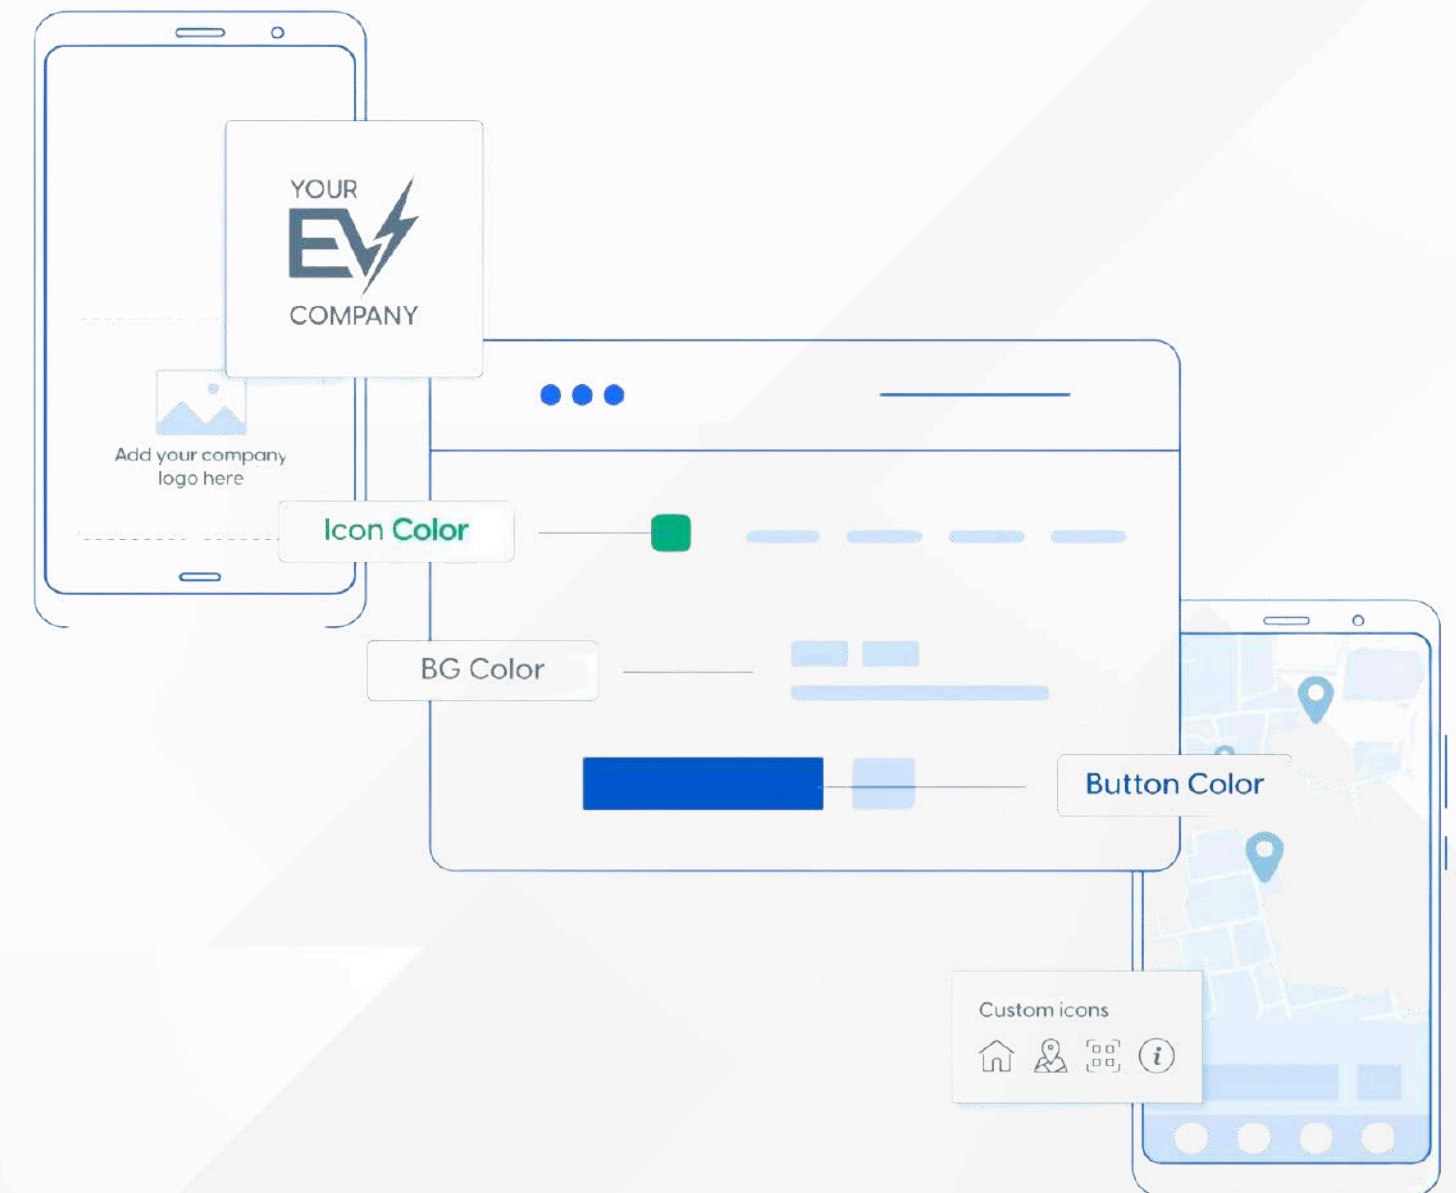 YOUR
EV
COMPANY
Add your company
logo here
Icon Color
BG Color
Button Color
Custom icons